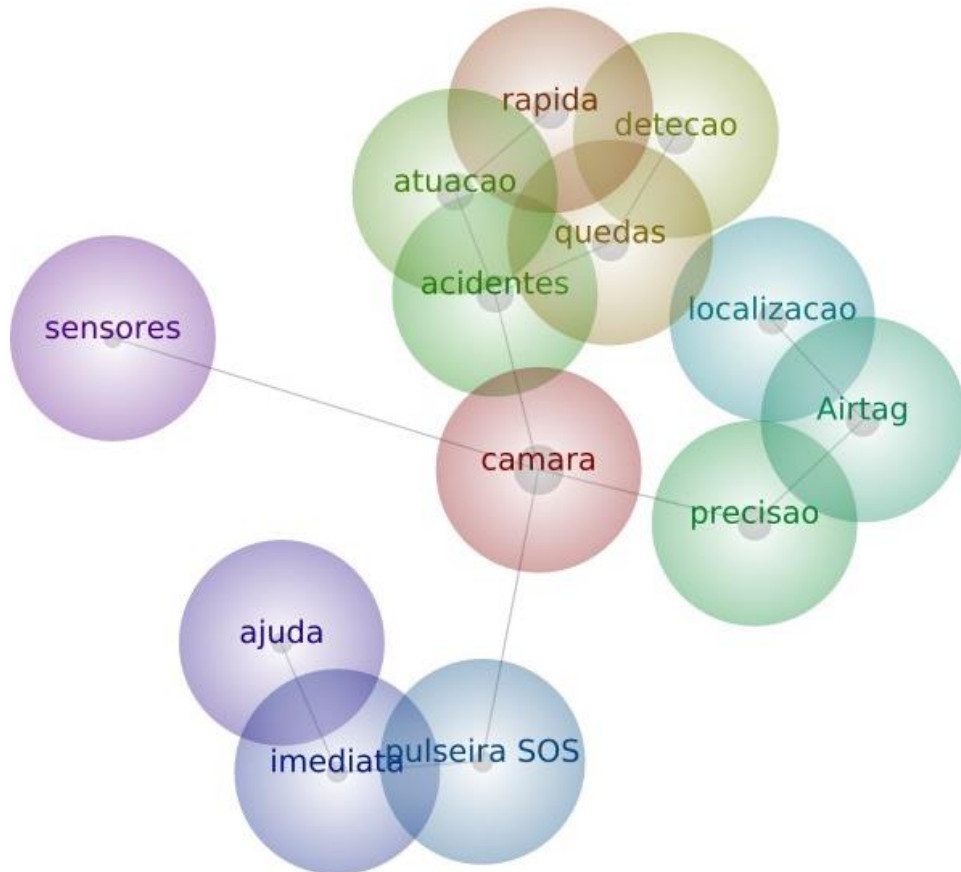 rapida
detecao
atuacao
quedas
acidentes
localizacao
sensores
Airtag
camara
precisao
ajuda
pulseira SOS
imediata